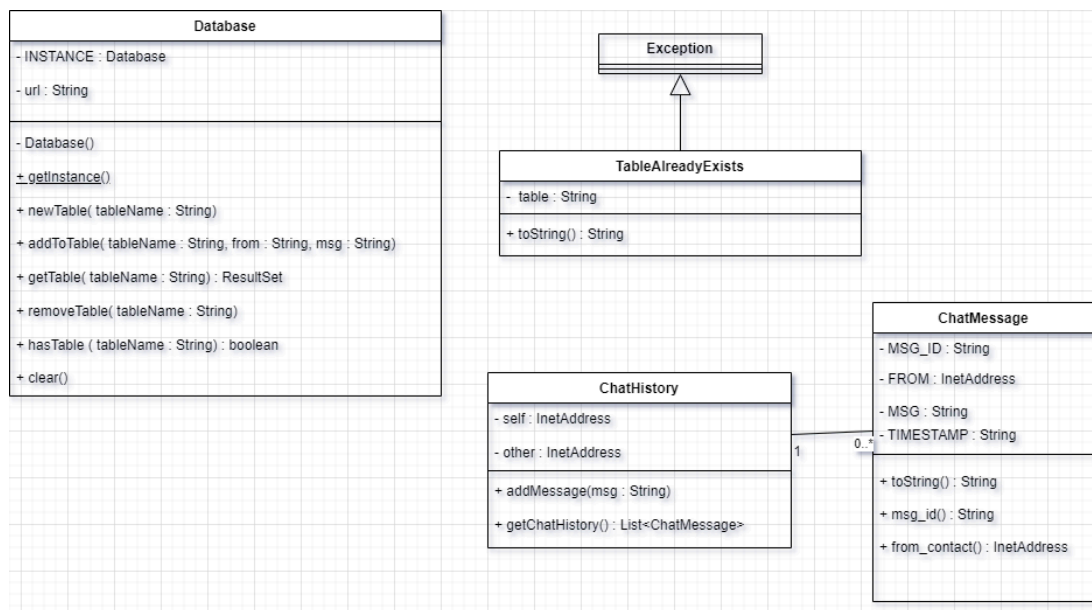 Database
- INSTANCE : Database
- url : String
- Database()
+ getInstance()
+ newTable( tableName : String)
+ addToTable( tableName : String, from : String, msg : String)
+ getTable( tableName : String) : ResultSet
+ removeTable( tableName : String)
+ hasTable ( tableName : String) : boolean
+ clear()
Exception
TableAlreadyExists
- table : String
+ toString() : String
ChatHistory
- self : InetAddress
- other : InetAddress
+ addMessage(msg : String)
+ getChatHistory() : List<ChatMessage>
1
0..*
ChatMessage
- MSG_ID : String
- FROM : InetAddress
- MSG : String
- TIMESTAMP : String
+ toString() : String
+ msg_id() : String
+ from_contact() : InetAddress